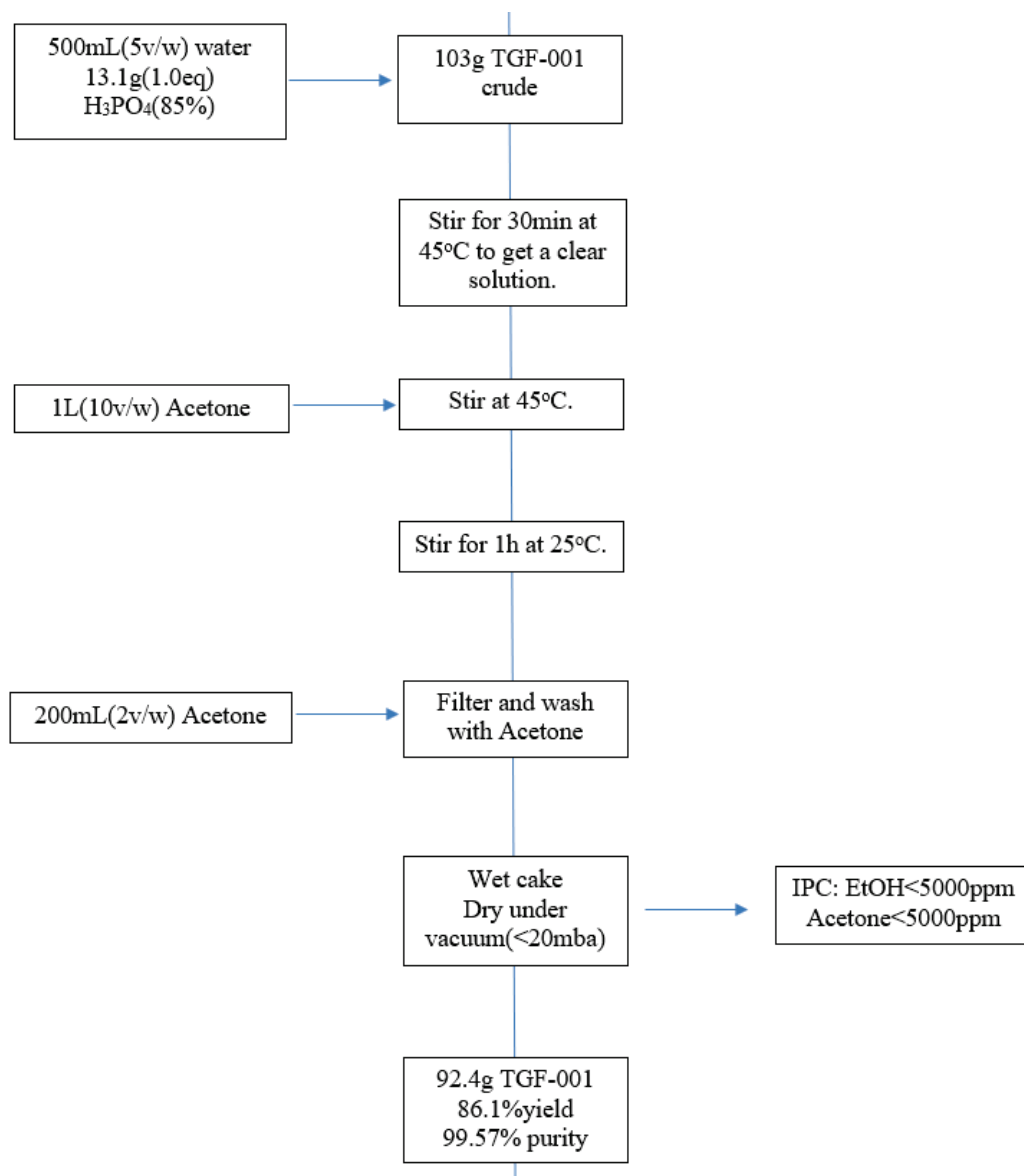 500mL(5v/w) water
13.1g(1.0eq)
H₃PO₄(85%)
103g TGF-001
crude
Stir for 30min at
45°C to get a clear
solution.
1L(10v/w) Acetone
Stir at 45°C.
Stir for 1h at 25°C.
200mL(2v/w) Acetone
Filter and wash
with Acetone
Wet cake
Dry under
vacuum(<20mba)
IPC: EtOH<5000ppm
Acetone<5000ppm
92.4g TGF-001
86.1%yield
99.57% purity